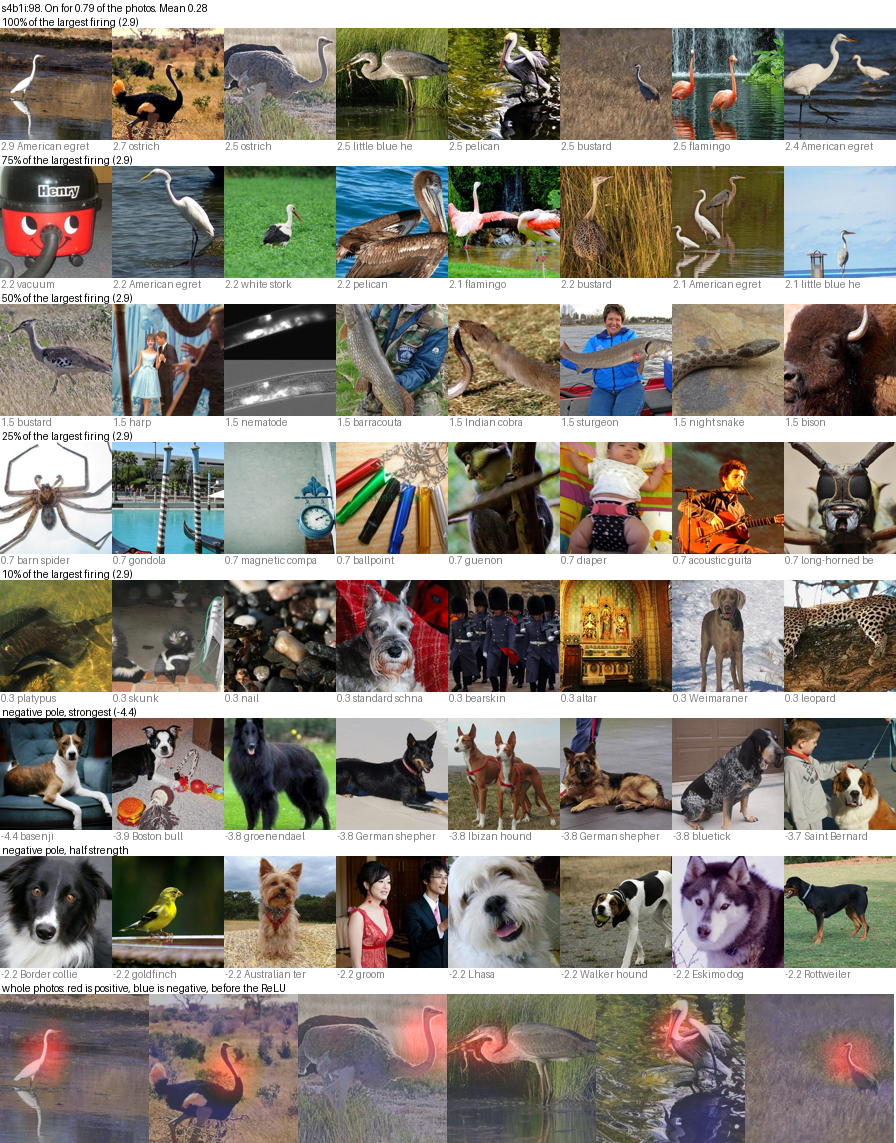 s4b1i:98. On for 0.79 of the photos. Mean 0.28
100% of the largest firing (2.9)
2.9 American egret
2.7 ostrich
2.5 ostrich
2.5 little blue he
2.5 pelican
2.5 bustard
2.5 flamingo
2.4 American egret
75% of the largest firing (2.9)
Henry
2.2 vacuum
2.2 American egret
2.2 white stork
2.2 pelican
2.1 flamingo
2.2 bustard
2.1 American egret
2.1 little blue he
50% of the largest firing (2.9)
1.5 bustard
1.5 harp
1.5 nematode
1.5 barracouta
1.5 Indian cobra
1.5 sturgeon
1.5 night snake
1.5 bison
25% of the largest firing (2.9)
0.7 barn spider
0.7 gondola
0.7 magnetic compa
0.7 ballpoint
0.7 guenon
0.7 diaper
0.7 acoustic guita
0.7 long-horned be
10% of the largest firing (2.9)
0.3 platypus
0.3 skunk
0.3 nail
0.3 standard schna
0.3 bearskin
0.3 altar
0.3 Weimaraner
0.3 leopard
negative pole, strongest (-4.4)
-4.4 basenji
-3.9 Boston bull
-3.8 groenendael
-3.8 German shepher
-3.8 Ibizan hound
-3.8 German shepher
-3.8 bluetick
-3.7 Saint Bernard
negative pole, half strength
-2.2 Border collie
-2.2 goldfinch
-2.2 Australian ter
-2.2 groom
-2.2 Lhasa
-2.2 Walker hound
-2.2 Eskimo dog
-2.2 Rottweiler
whole photos: red is positive, blue is negative, before the ReLU